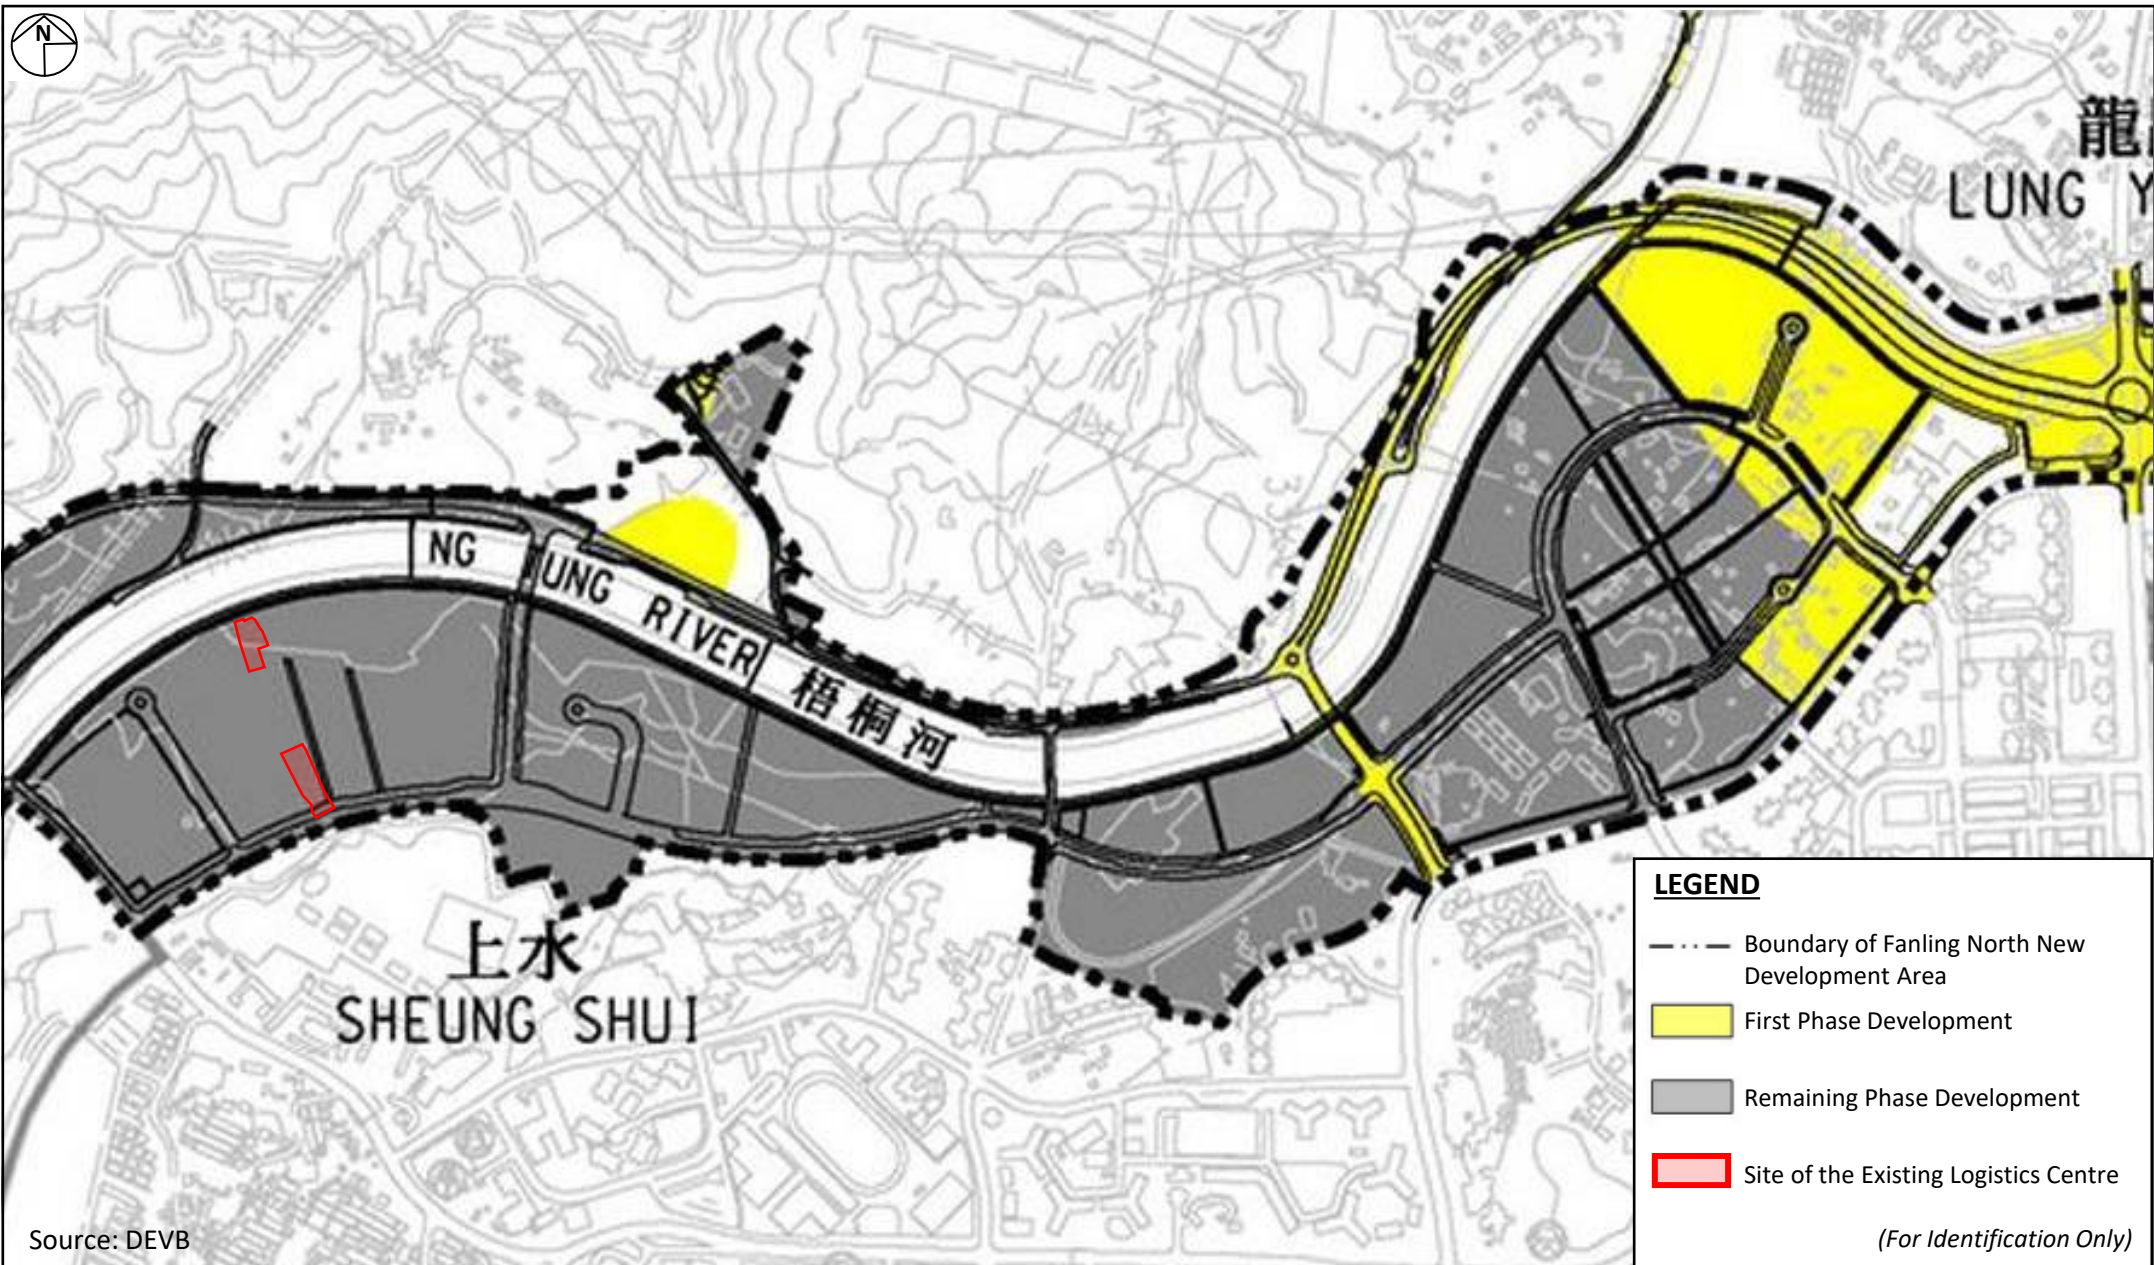 N
龍
LUNG Y
NG UNG RIVER 梧桐河
上水
SHEUNG SHUI
LEGEND
Boundary of Fanling North New
Development Area
First Phase Development
Remaining Phase Development
Site of the Existing Logistics Centre
(For Identification Only)
Source: DEVB